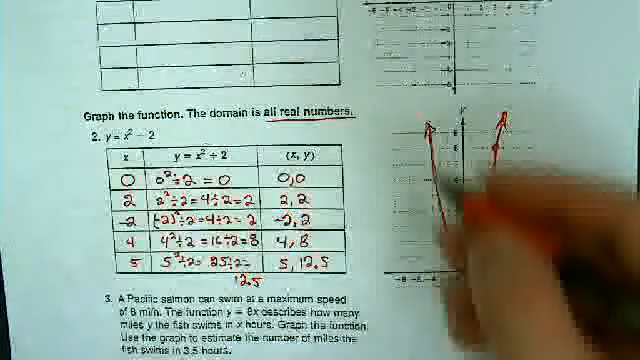 Graph the function. The domain is all real numbers.
2. y = x² ÷ 2
x y = x² ÷ 2 (x, y)
0 0² ÷ 2 = 0 0,0
2 2² ÷ 2 = 4 ÷ 2 = 2 2, 2
-2 (-2)² ÷ 2 = 4 ÷ 2 = 2 -2, 2
4 4² ÷ 2 = 16 ÷ 2 = 8 4, 8
5 5² ÷ 2 = 25 ÷ 2 = 5, 12.5
12.5
3. A Pacific salmon can swim at a maximum speed
of 8 mi/h. The function y = 8x describes how many
miles y the fish swims in x hours. Graph the function.
Use the graph to estimate the number of miles the
fish swims in 3.5 hours.